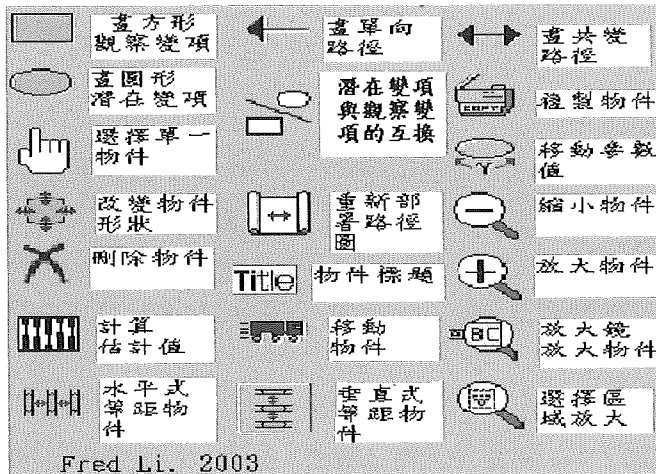 畫方形
觀察變項
畫單向
路徑
畫共變
路徑
畫圓形
潛在變項
潛在變項
與觀察變
項的互換
COPY
複製物件
選擇單一
物件
移動參數
值
改變物件
形狀
重新部
署路徑
圖
縮小物件
刪除物件
Title
物件標題
放大物件
計算
估計值
移動
物件
BC
放大鏡
放大物件
水平式
等距物
件
垂直式
等距物
件
選擇區
域放大
Fred Li. 2003